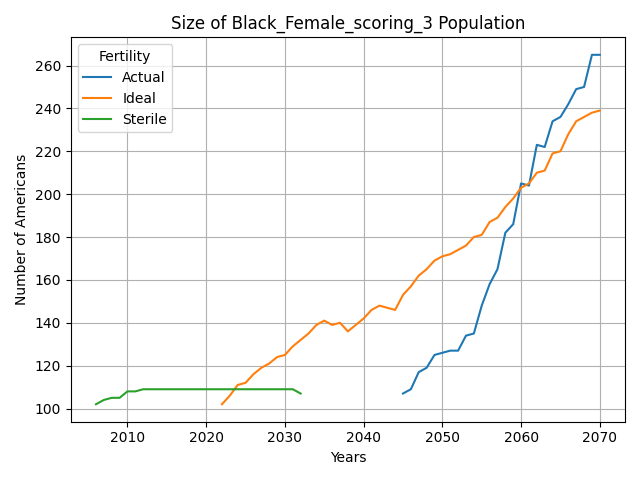 Size of Black_Female_scoring_3 Population
Fertility
Actual
Ideal
Sterile
Number of Americans
260
240
220
200
180
160
140
120
100
2010 2020 2030 2040 2050 2060 2070
Years